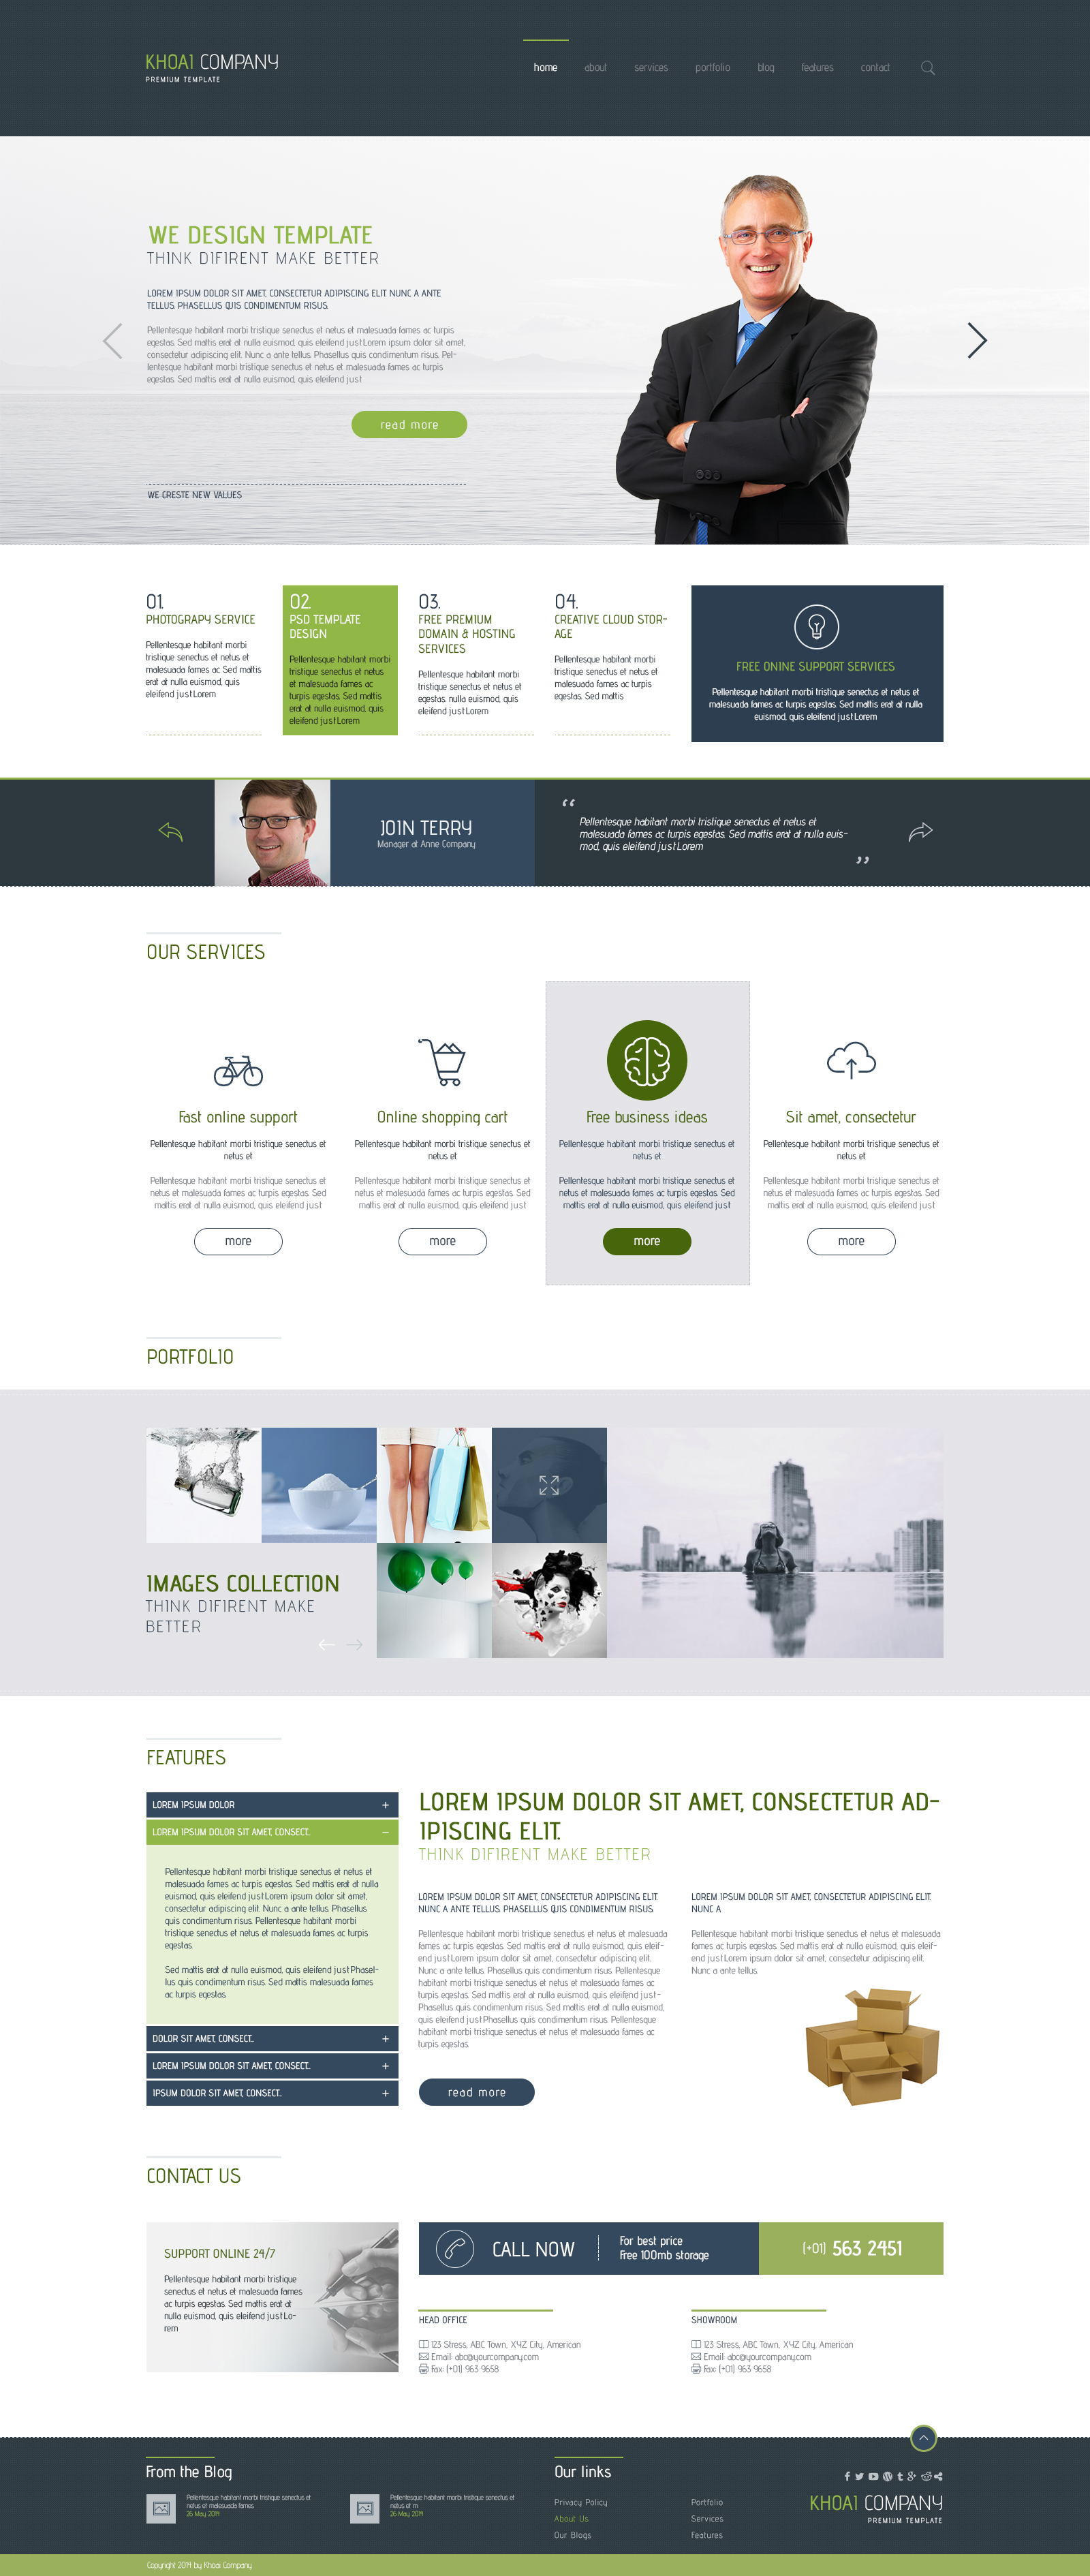 KHOAI COMPANY
PREMIUM TEMPLATE
home about services portfolio blog features contact
WE DESIGN TEMPLATE
THINK DIFIRENT MAKE BETTER
LOREM IPSUM DOLOR SIT AMET, CONSECTETUR ADIPISCING ELIT. NUNC A ANTE
TELLUS. PHASELLUS QUIS CONDIMENTUM RISUS.
Pellentesque habitant morbi tristique senectus et netus et malesuada fames ac turpis
egestas. Sed mattis erat at nulla euismod, quis eleifend just.Lorem ipsum dolor sit amet,
consectetur adipiscing elit. Nunc a ante tellus. Phasellus quis condimentum risus. Pel-
lentesque habitant morbi tristique senectus et netus et malesuada fames ac turpis
egestas. Sed mattis erat at nulla euismod, quis eleifend just
read more
WE CRESTE NEW VALUES
01.
PHOTOGRAPY SERVICE
Pellentesque habitant morbi
tristique senectus et netus et
malesuada fames ac Sed mattis
erat at nulla euismod, quis
eleifend just.Lorem
02.
PSD TEMPLATE
DESIGN
Pellentesque habitant morbi
tristique senectus et netus
et malesuada fames ac
turpis egestas. Sed mattis
erat at nulla euismod, quis
eleifend just.Lorem
03.
FREE PREMIUM
DOMAIN & HOSTING
SERVICES
Pellentesque habitant morbi
tristique senectus et netus et
egestas. nulla euismod, quis
eleifend just.Lorem
04.
CREATIVE CLOUD STOR-
AGE
Pellentesque habitant morbi
tristique senectus et netus et
malesuada fames ac turpis
egestas. Sed mattis
FREE ONINE SUPPORT SERVICES
Pellentesque habitant morbi tristique senectus et netus et
malesuada fames ac turpis egestas. Sed mattis erat at nulla
euismod, quis eleifend just.Lorem
JOIN TERRY
Manager at Anne Company
“
Pellentesque habitant morbi tristique senectus et netus et
malesuada fames ac turpis egestas. Sed mattis erat at nulla euis-
mod, quis eleifend just.Lorem
”
OUR SERVICES
Fast online support
Pellentesque habitant morbi tristique senectus et
netus et
Pellentesque habitant morbi tristique senectus et
netus et malesuada fames ac turpis egestas. Sed
mattis erat at nulla euismod, quis eleifend just
more
Online shopping cart
Pellentesque habitant morbi tristique senectus et
netus et
Pellentesque habitant morbi tristique senectus et
netus et malesuada fames ac turpis egestas. Sed
mattis erat at nulla euismod, quis eleifend just
more
Free business ideas
Pellentesque habitant morbi tristique senectus et
netus et
Pellentesque habitant morbi tristique senectus et
netus et malesuada fames ac turpis egestas. Sed
mattis erat at nulla euismod, quis eleifend just
more
Sit amet, consectetur
Pellentesque habitant morbi tristique senectus et
netus et
Pellentesque habitant morbi tristique senectus et
netus et malesuada fames ac turpis egestas. Sed
mattis erat at nulla euismod, quis eleifend just
more
PORTFOLIO
IMAGES COLLECTION
THINK DIFIRENT MAKE
BETTER
FEATURES
LOREM IPSUM DOLOR +
LOREM IPSUM DOLOR SIT AMET, CONSECT... −
Pellentesque habitant morbi tristique senectus et netus et
malesuada fames ac turpis egestas. Sed mattis erat at nulla
euismod, quis eleifend just.Lorem ipsum dolor sit amet,
consectetur adipiscing elit. Nunc a ante tellus. Phasellus
quis condimentum risus. Pellentesque habitant morbi
tristique senectus et netus et malesuada fames ac turpis
egestas.
Sed mattis erat at nulla euismod, quis eleifend just.Phasel-
lus quis condimentum risus. Sed mattis malesuada fames
ac turpis egestas.
DOLOR SIT AMET, CONSECT... +
LOREM IPSUM DOLOR SIT AMET, CONSECT... +
IPSUM DOLOR SIT AMET, CONSECT... +
LOREM IPSUM DOLOR SIT AMET, CONSECTETUR AD-
IPISCING ELIT.
THINK DIFIRENT MAKE BETTER
LOREM IPSUM DOLOR SIT AMET, CONSECTETUR ADIPISCING ELIT.
NUNC A ANTE TELLUS. PHASELLUS QUIS CONDIMENTUM RISUS.
Pellentesque habitant morbi tristique senectus et netus et malesuada
fames ac turpis egestas. Sed mattis erat at nulla euismod, quis eleif-
end just.Lorem ipsum dolor sit amet, consectetur adipiscing elit.
Nunc a ante tellus. Phasellus quis condimentum risus. Pellentesque
habitant morbi tristique senectus et netus et malesuada fames ac
turpis egestas. Sed mattis erat at nulla euismod, quis eleifend just.-
Phasellus quis condimentum risus. Sed mattis erat at nulla euismod,
quis eleifend just.Phasellus quis condimentum risus. Pellentesque
habitant morbi tristique senectus et netus et malesuada fames ac
turpis egestas.
read more
LOREM IPSUM DOLOR SIT AMET, CONSECTETUR ADIPISCING ELIT.
NUNC A
Pellentesque habitant morbi tristique senectus et netus et malesuada
fames ac turpis egestas. Sed mattis erat at nulla euismod, quis eleif-
end just.Lorem ipsum dolor sit amet, consectetur adipiscing elit.
Nunc a ante tellus.
CONTACT US
SUPPORT ONLINE 24/7
Pellentesque habitant morbi tristique
senectus et netus et malesuada fames
ac turpis egestas. Sed mattis erat at
nulla euismod, quis eleifend just.Lo-
rem
CALL NOW
For best price
Free 100mb storage
(+01) 563 2451
HEAD OFFICE
123 Stress, ABC Town, XYZ City, American
Email: abc@yourcompany.com
Fax: (+01) 963 9658
SHOWROOM
123 Stress, ABC Town, XYZ City, American
Email: abc@yourcompany.com
Fax: (+01) 963 9658
From the Blog
Pellentesque habitant morbi tristique senectus et
netus et malesuada fames
26 May 2014
Pellentesque habitant morbi tristique senectus et
netus et m
26 May 2014
Our links
Privacy Policy
About Us
Our Blogs
Portfolio
Services
Features
KHOAI COMPANY
PREMIUM TEMPLATE
Copyright 2014 by Khoai Company